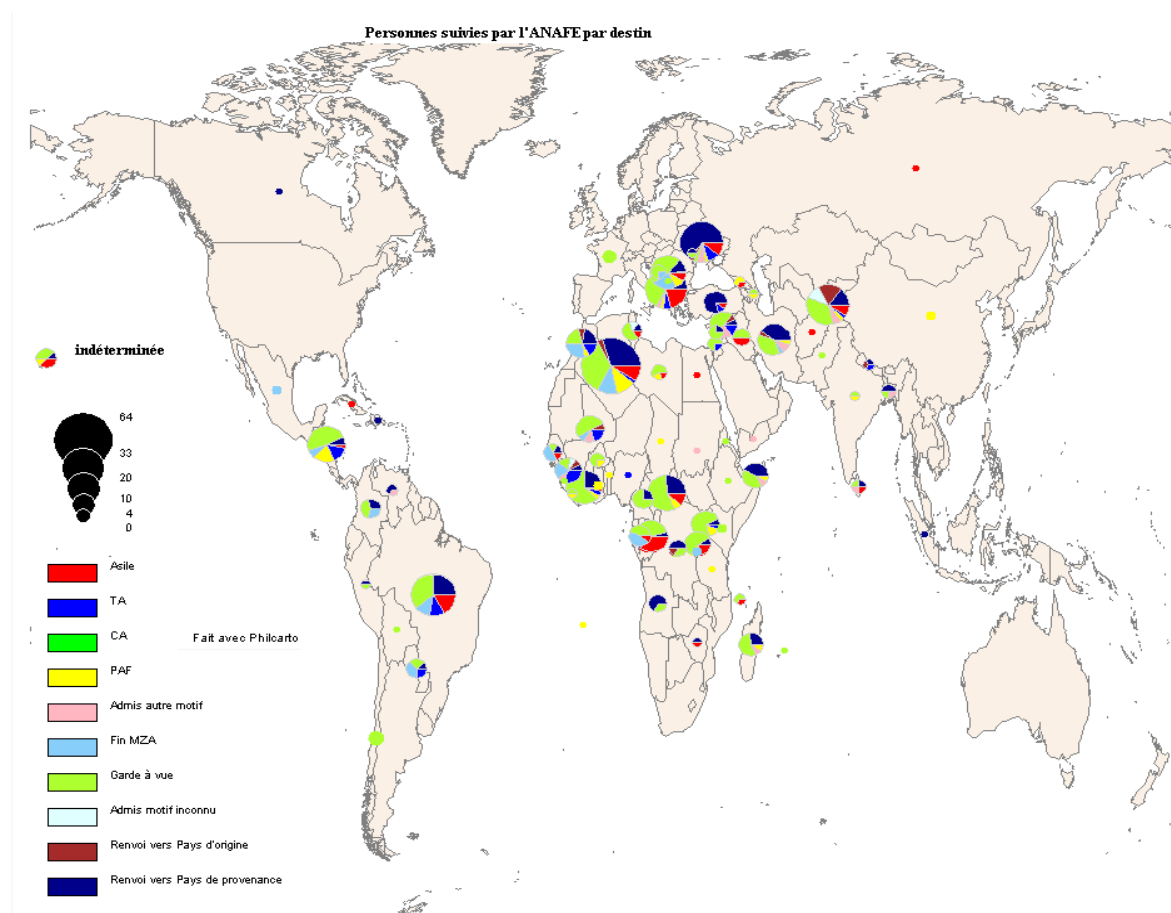 Personnes suivies par l'ANAFE par destin
indéterminée
64
33
20
10
4
0
Asile
TA
CA
Fait avec Philcarto
PAF
Admis autre motif
Fin MZA
Garde à vue
Admis motif inconnu
Renvoi vers Pays d'origine
Renvoi vers Pays de provenance